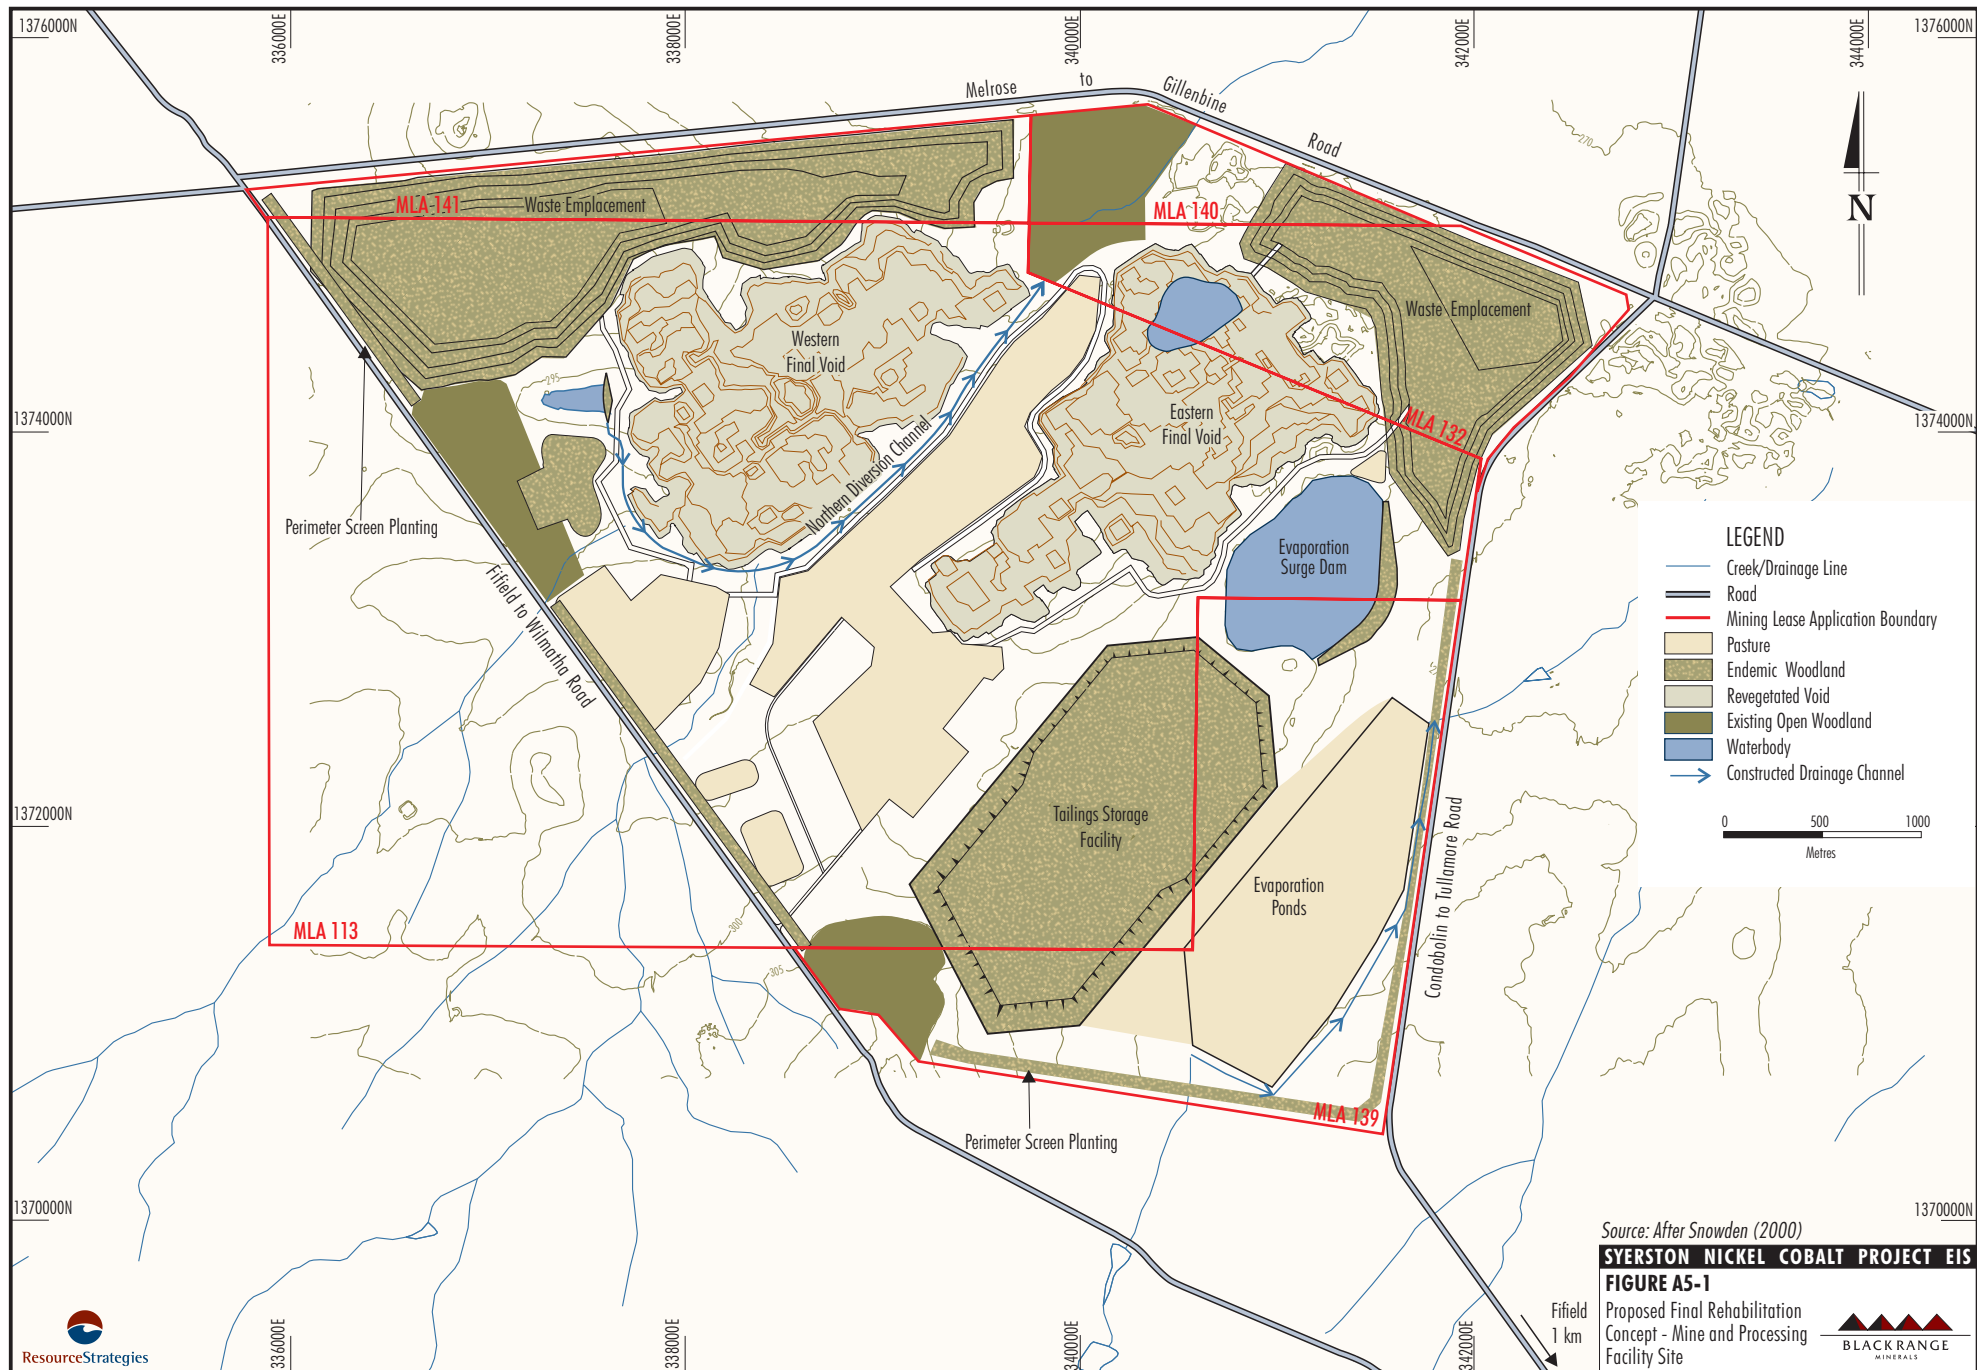 1376000N
336000E
338000E
340000E
342000E
344000E
1376000N
Melrose to Gillenbine Road
270
N
MLA 141
Waste Emplacement
MLA 140
Waste Emplacement
Western
Final Void
295
Eastern
Final Void
MLA 132
1374000N
1374000N
Northern Diversion Channel
Perimeter Screen Planting
Fifield to Wilmatha Road
Evaporation
Surge Dam
LEGEND
Creek/Drainage Line
Road
Mining Lease Application Boundary
Pasture
Endemic Woodland
Revegetated Void
Existing Open Woodland
Waterbody
Constructed Drainage Channel
0 500 1000
Metres
1372000N
Tailings Storage
Facility
Evaporation
Ponds
Condobolin to Tullamore Road
300
MLA 113
305
MLA 139
Perimeter Screen Planting
1370000N
1370000N
Source: After Snowden (2000)
SYERSTON NICKEL COBALT PROJECT EIS
FIGURE A5-1
Proposed Final Rehabilitation
Concept - Mine and Processing
Facility Site
BLACK RANGE
MINERALS
Fifield
1 km
ResourceStrategies
336000E
338000E
340000E
342000E